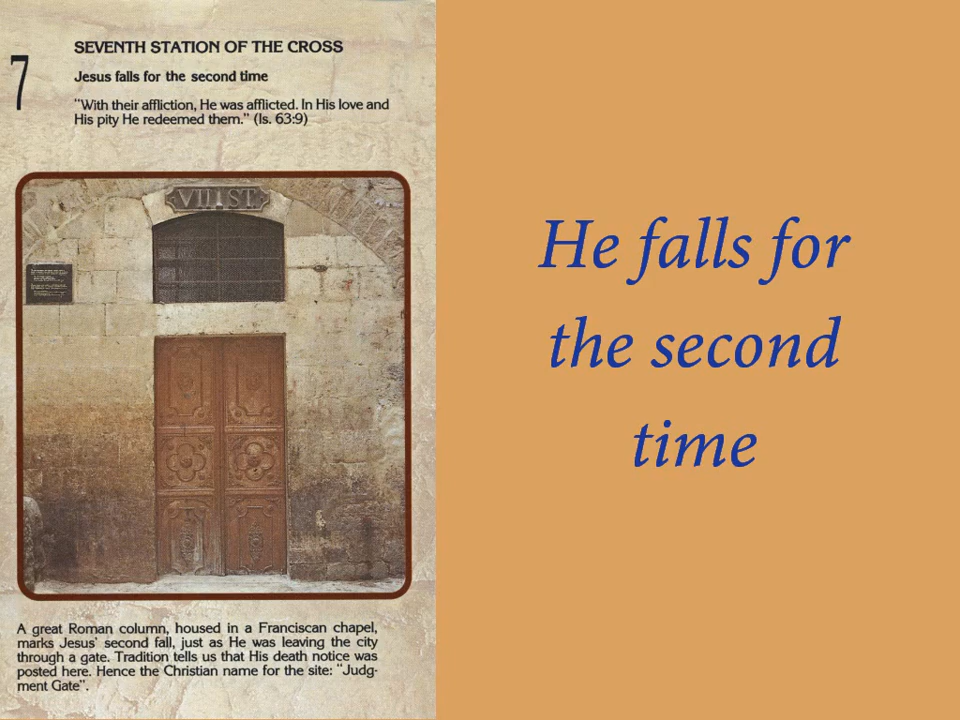 7
SEVENTH STATION OF THE CROSS
Jesus falls for the second time
"With their affliction, He was afflicted. In His love and
His pity He redeemed them." (Is. 63:9)
VII ST.
A great Roman column, housed in a Franciscan chapel,
marks Jesus' second fall, just as He was leaving the city
through a gate. Tradition tells us that His death notice was
posted here. Hence the Christian name for the site: "Judg-
ment Gate".
He falls for
the second
time